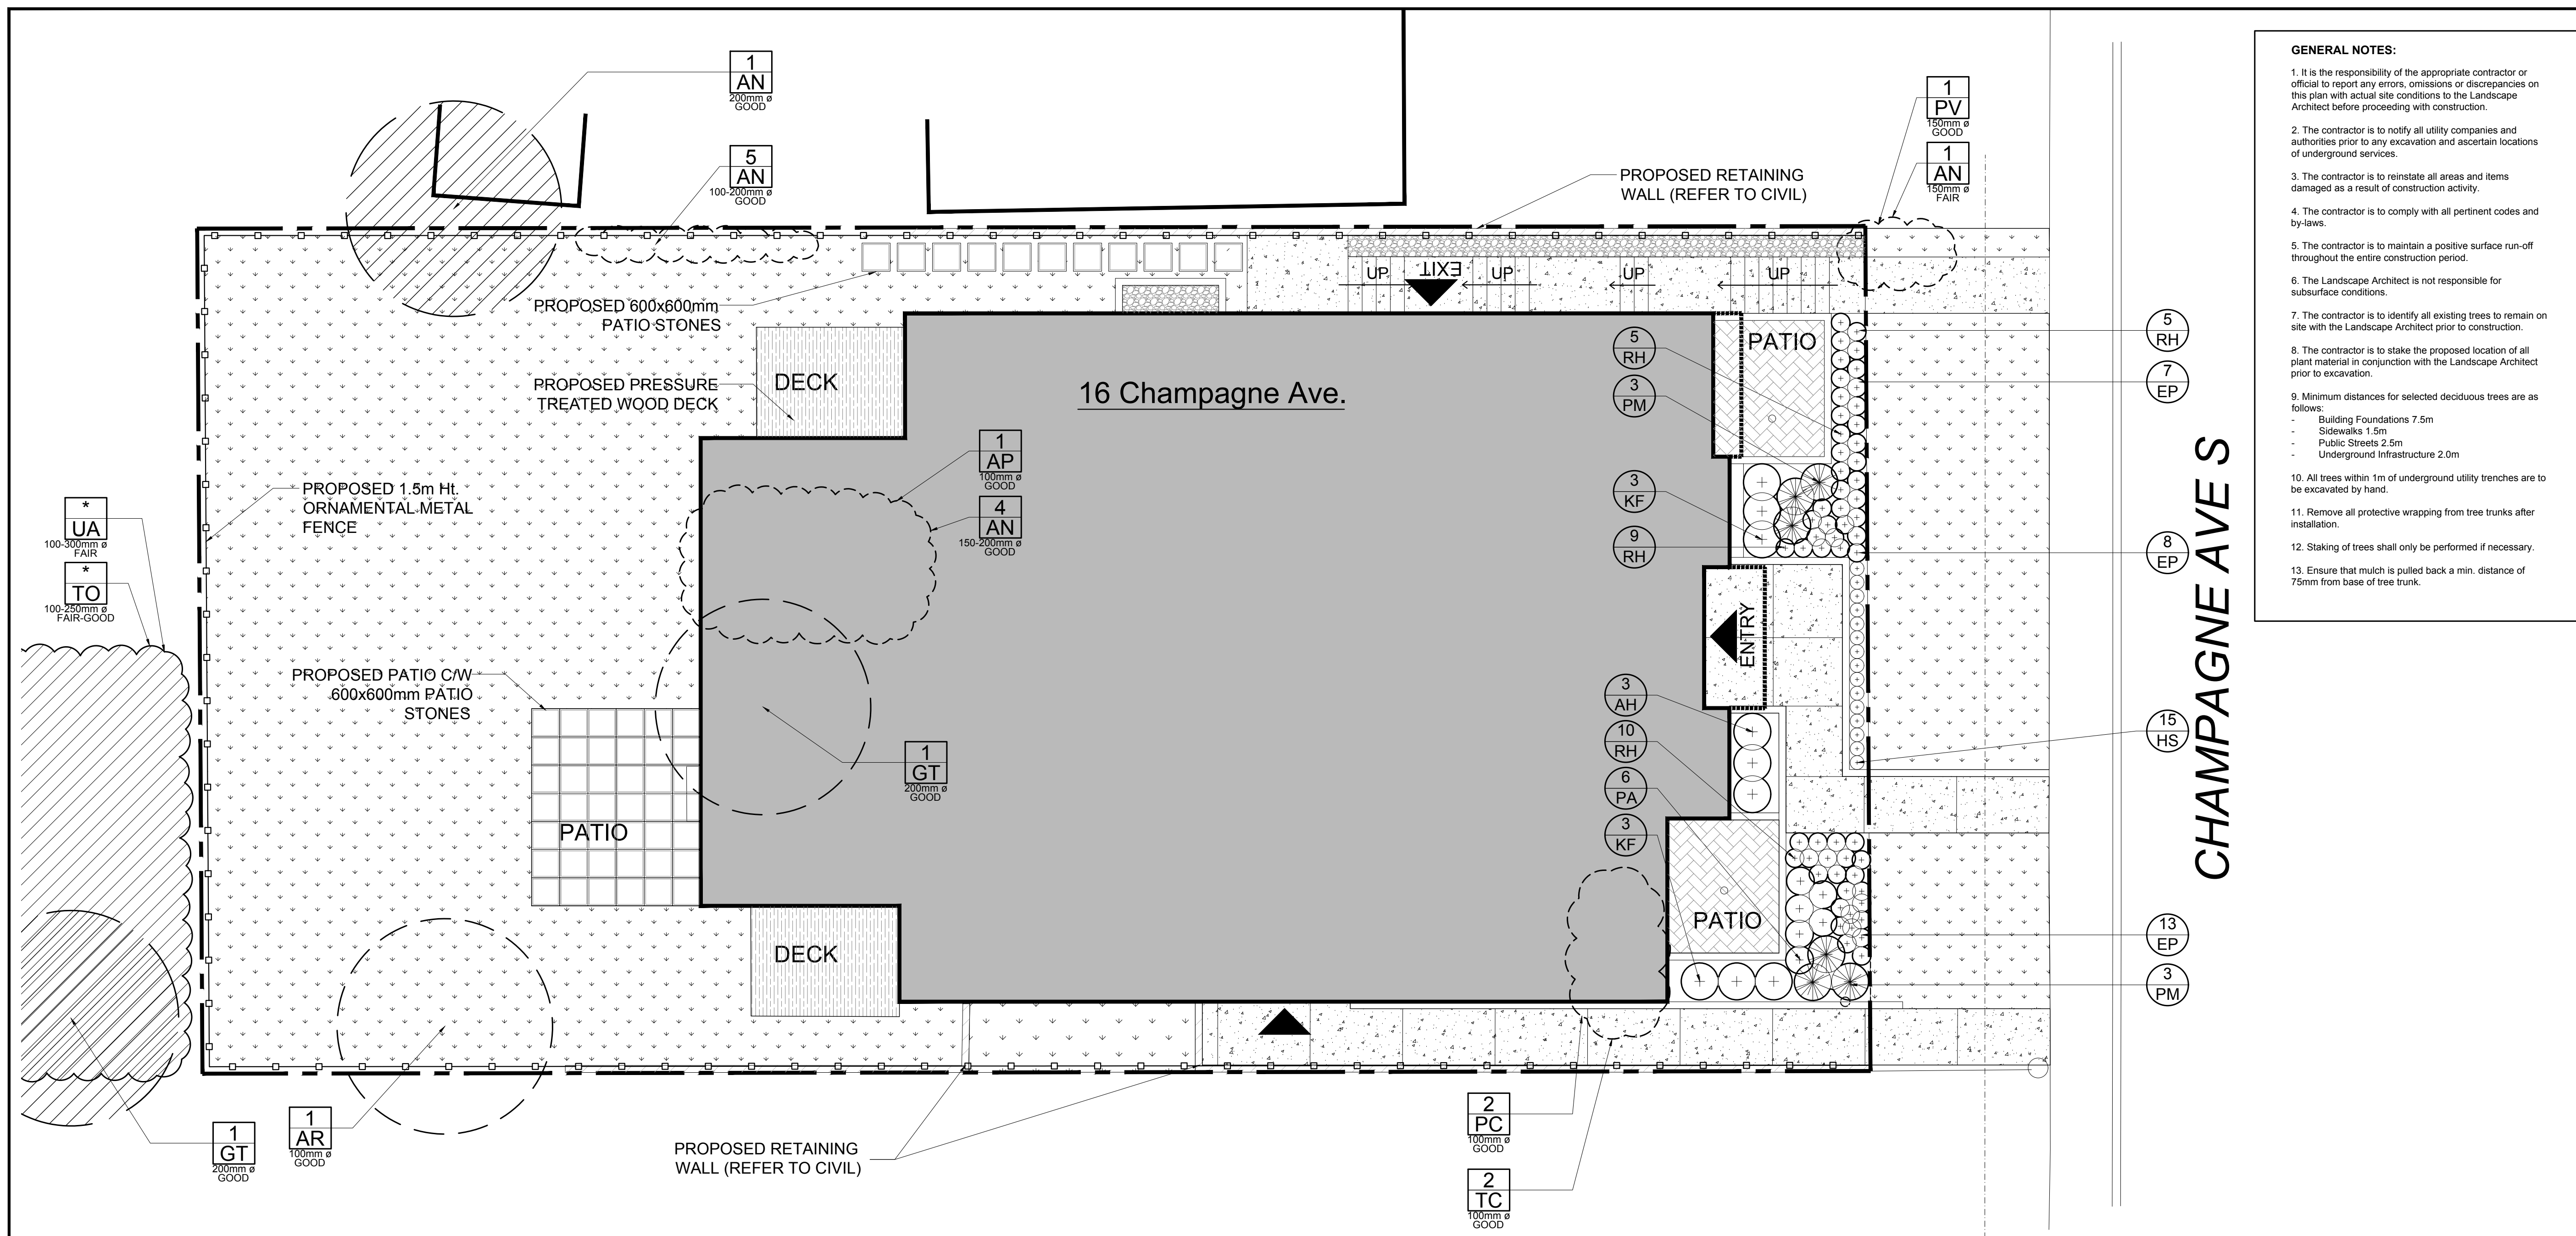 1
AN
200mm ø
GOOD
5
AN
100-200mm ø
GOOD
1
PV
150mm ø
GOOD
1
AN
150mm ø
FAIR
PROPOSED RETAINING
WALL (REFER TO CIVIL)
UP
EXIT
UP
UP
UP
PROPOSED 600x600mm
PATIO STONES
PROPOSED PRESSURE
TREATED WOOD DECK
DECK
16 Champagne Ave.
5
RH
3
PM
PATIO
5
RH
7
EP
1
AP
100mm ø
GOOD
4
AN
150-200mm ø
GOOD
PROPOSED 1.5m Ht.
ORNAMENTAL METAL
FENCE
*
UA
100-300mm ø
FAIR
*
TO
100-250mm ø
FAIR-GOOD
3
KF
9
RH
8
EP
ENTRY
CHAMPAGNE AVE S
PROPOSED PATIO C/W
600x600mm PATIO
STONES
1
GT
200mm ø
GOOD
3
AH
10
RH
6
PA
3
KF
15
HS
PATIO
DECK
PATIO
13
EP
3
PM
1
GT
200mm ø
GOOD
1
AR
100mm ø
GOOD
PROPOSED RETAINING
WALL (REFER TO CIVIL)
2
PC
100mm ø
GOOD
2
TC
100mm ø
GOOD
GENERAL NOTES:
1. It is the responsibility of the appropriate contractor or
official to report any errors, omissions or discrepancies on
this plan with actual site conditions to the Landscape
Architect before proceeding with construction.
2. The contractor is to notify all utility companies and
authorities prior to any excavation and ascertain locations
of underground services.
3. The contractor is to reinstate all areas and items
damaged as a result of construction activity.
4. The contractor is to comply with all pertinent codes and
by-laws.
5. The contractor is to maintain a positive surface run-off
throughout the entire construction period.
6. The Landscape Architect is not responsible for
subsurface conditions.
7. The contractor is to identify all existing trees to remain on
site with the Landscape Architect prior to construction.
8. The contractor is to stake the proposed location of all
plant material in conjunction with the Landscape Architect
prior to excavation.
9. Minimum distances for selected deciduous trees are as
follows:
- Building Foundations 7.5m
- Sidewalks 1.5m
- Public Streets 2.5m
- Underground Infrastructure 2.0m
10. All trees within 1m of underground utility trenches are to
be excavated by hand.
11. Remove all protective wrapping from tree trunks after
installation.
12. Staking of trees shall only be performed if necessary.
13. Ensure that mulch is pulled back a min. distance of
75mm from base of tree trunk.